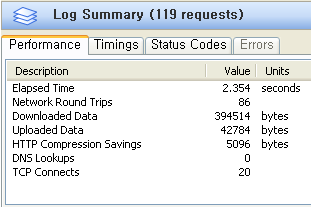 Log Summary (119 requests)
Performance Timings Status Codes Errors
Description Value Units
Elapsed Time 2.354 seconds
Network Round Trips 86
Downloaded Data 394514 bytes
Uploaded Data 42784 bytes
HTTP Compression Savings 5096 bytes
DNS Lookups 0
TCP Connects 20